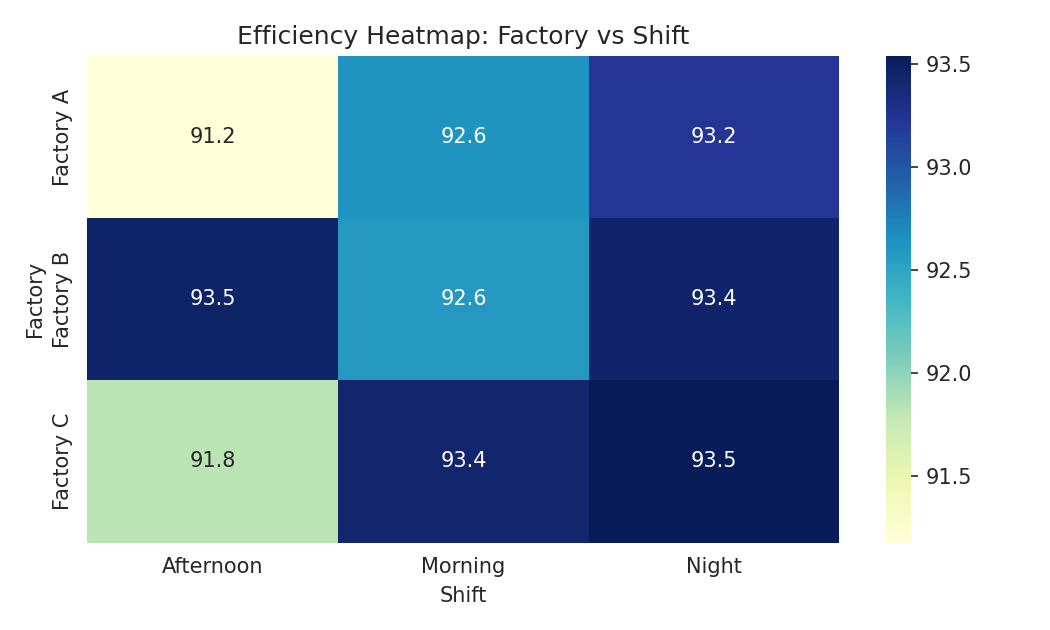 Efficiency Heatmap: Factory vs Shift
Factory
Factory A
91.2
92.6
93.2
Factory B
93.5
92.6
93.4
Factory C
91.8
93.4
93.5
Afternoon
Morning
Night
Shift
93.5
93.0
92.5
92.0
91.5